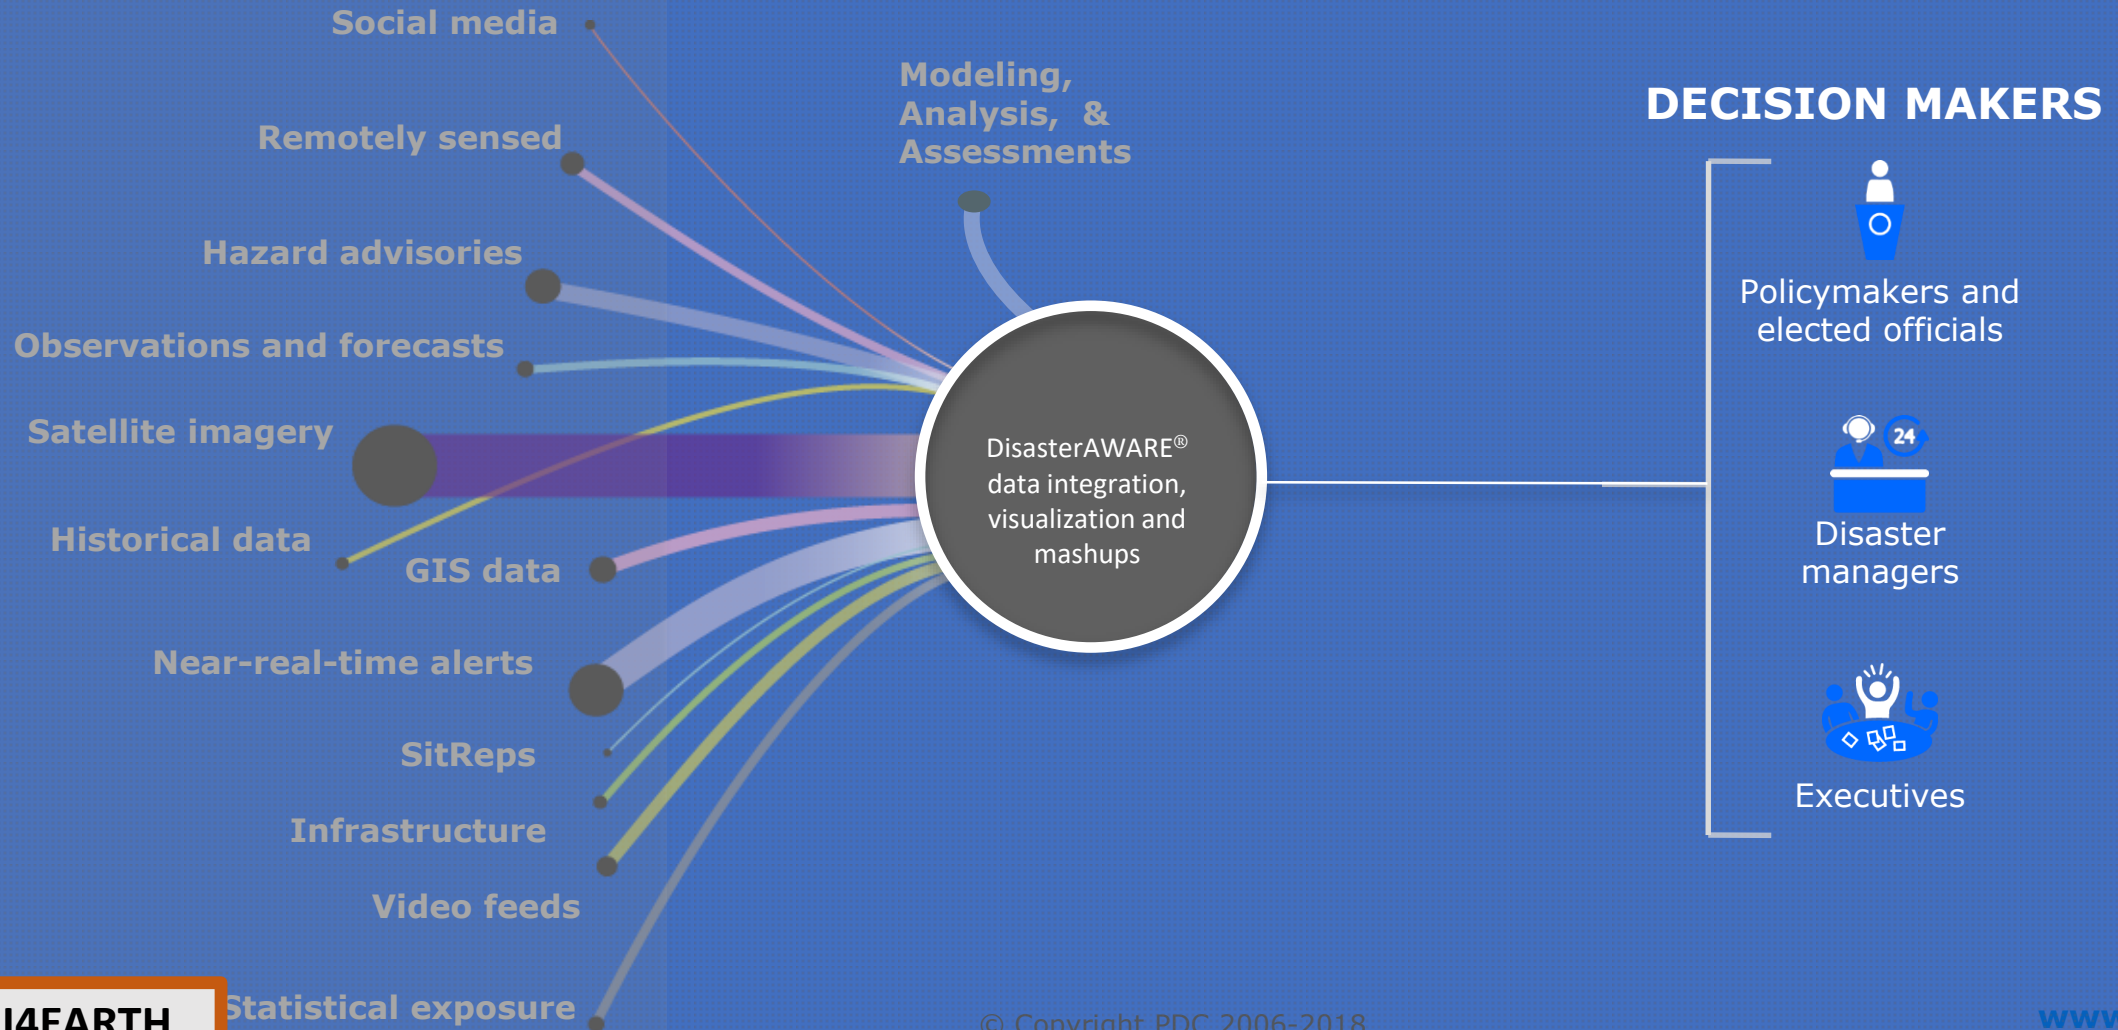 Social media
Remotely sensed
Hazard advisories
Observations and forecasts
Satellite imagery
Historical data
GIS data
Near-real-time alerts
SitReps
Infrastructure
Video feeds
Statistical exposure
Modeling,
Analysis, &
Assessments
DisasterAWARE®
data integration,
visualization and
mashups
DECISION MAKERS
Policymakers and
elected officials
24
Disaster
managers
Executives
© Copyright PDC 2006-2018